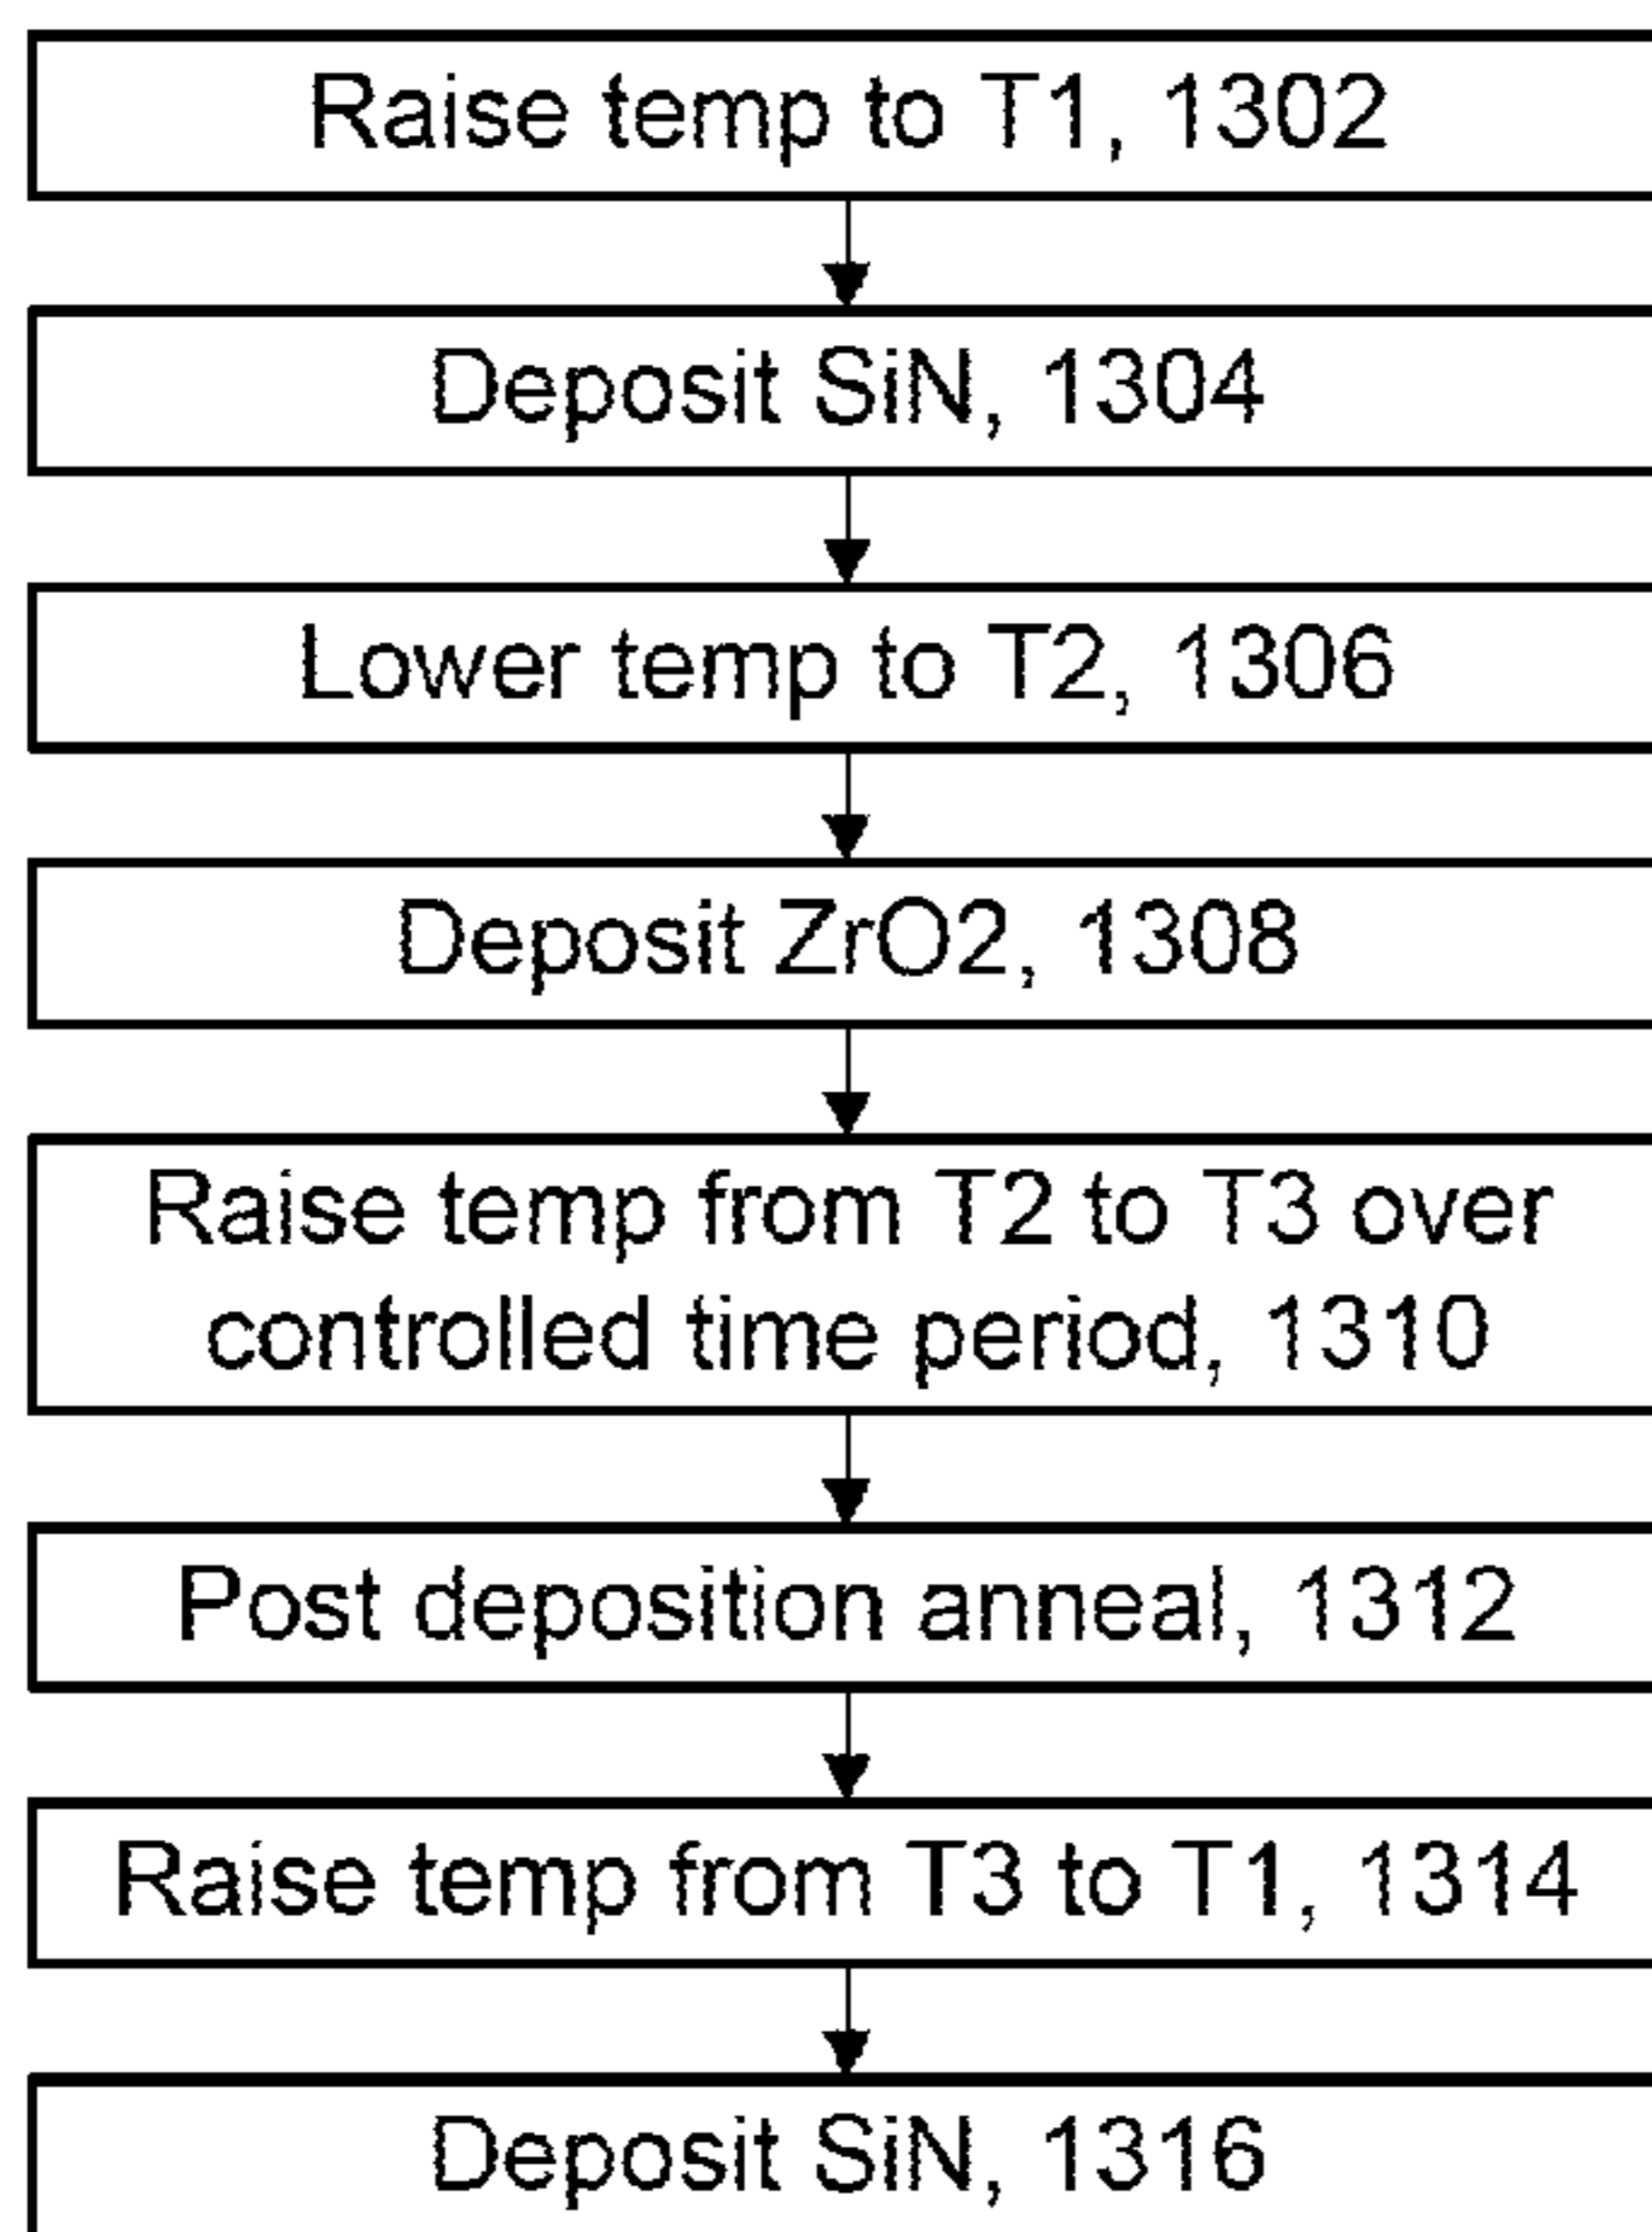 Raise temp to T1, 1302
Deposit SiN, 1304
Lower temp to T2, 1306
Deposit ZrO2, 1308
Raise temp from T2 to T3 over
controlled time period, 1310
Post deposition anneal, 1312
Raise temp from T3 to T1, 1314
Deposit SiN, 1316